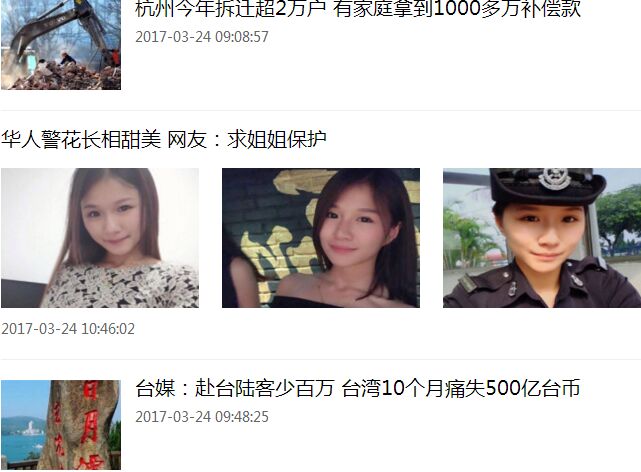 杭州今年拆迁超2万户 有家庭拿到1000多万补偿款
2017-03-24 09:08:57
华人警花长相甜美 网友：求姐姐保护
2017-03-24 10:46:02
台媒：赴台陆客少百万 台湾10个月痛失500亿台币
2017-03-24 09:48:25
日月潭